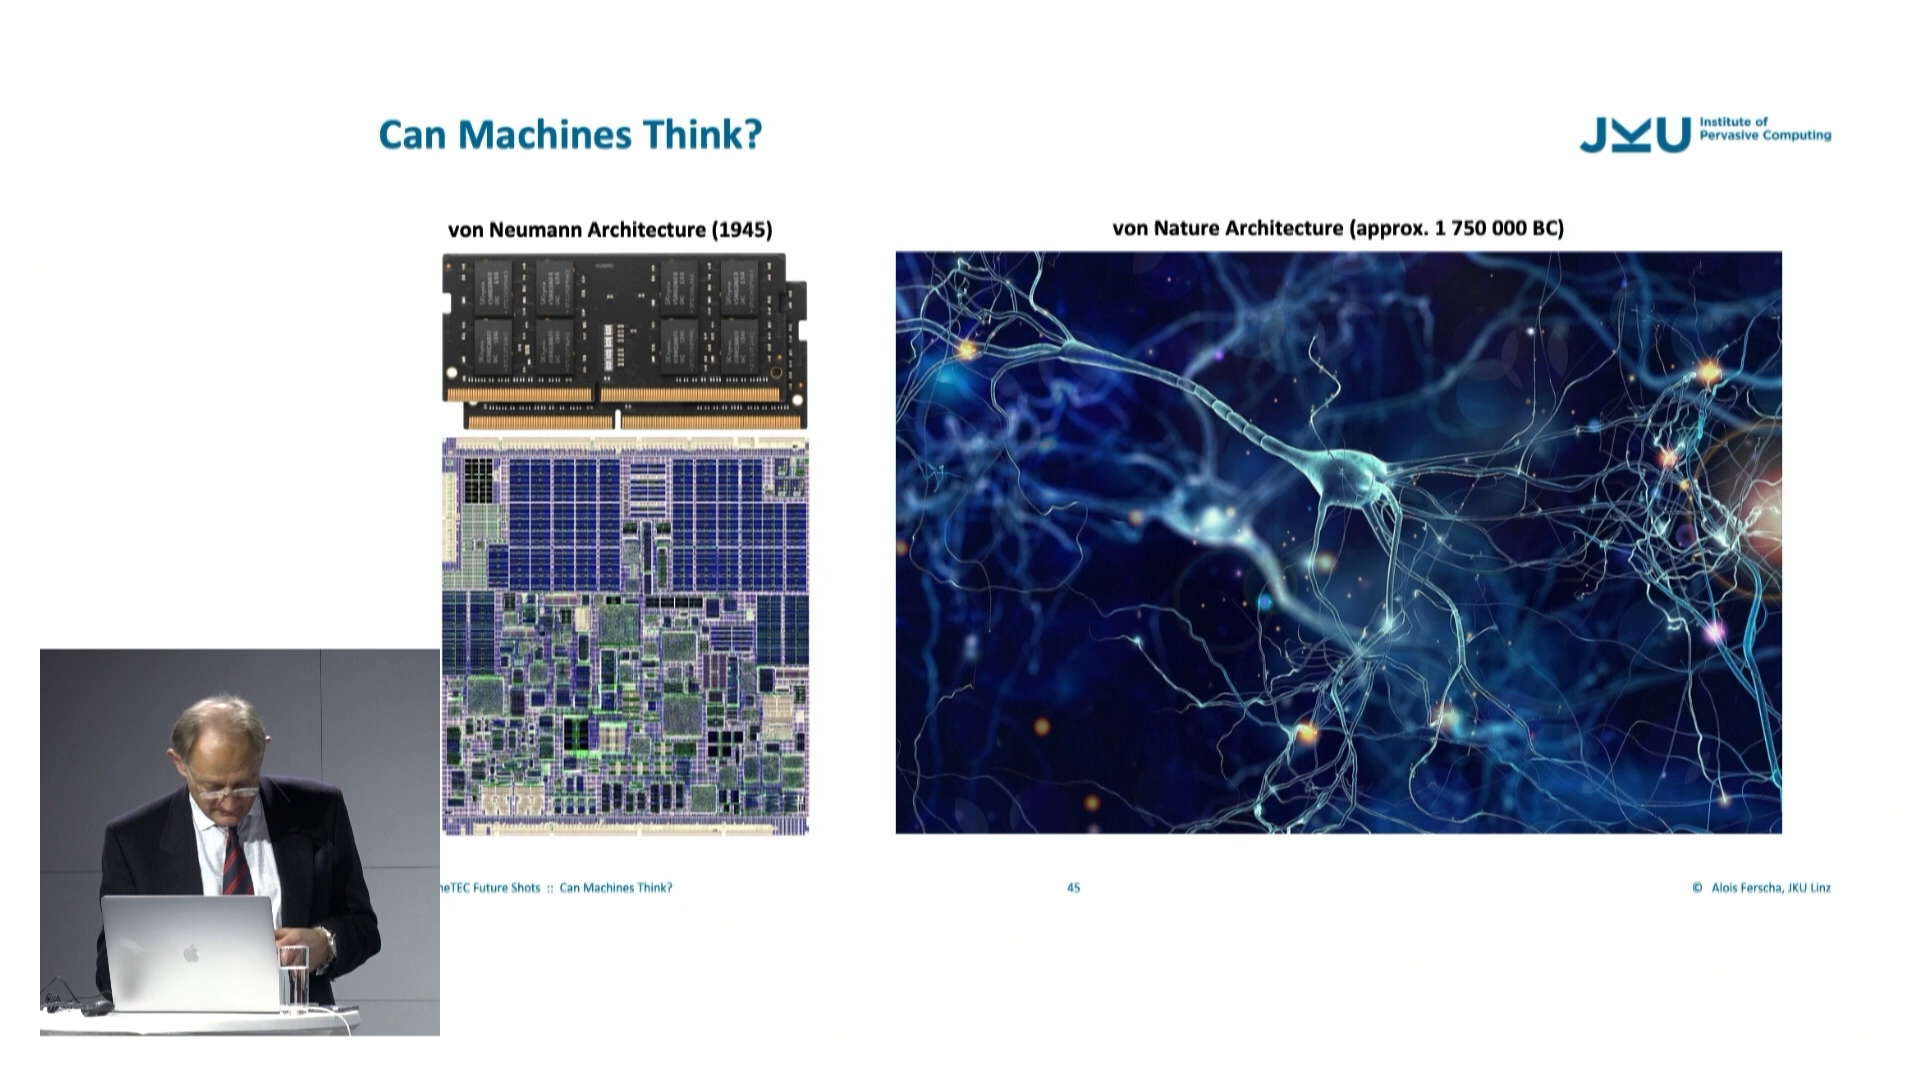 Can Machines Think?
JKU Institute of
Pervasive Computing
von Neumann Architecture (1945)
von Nature Architecture (approx. 1 750 000 BC)
neTEC Future Shots :: Can Machines Think?
45
© Alois Ferscha, JKU Linz